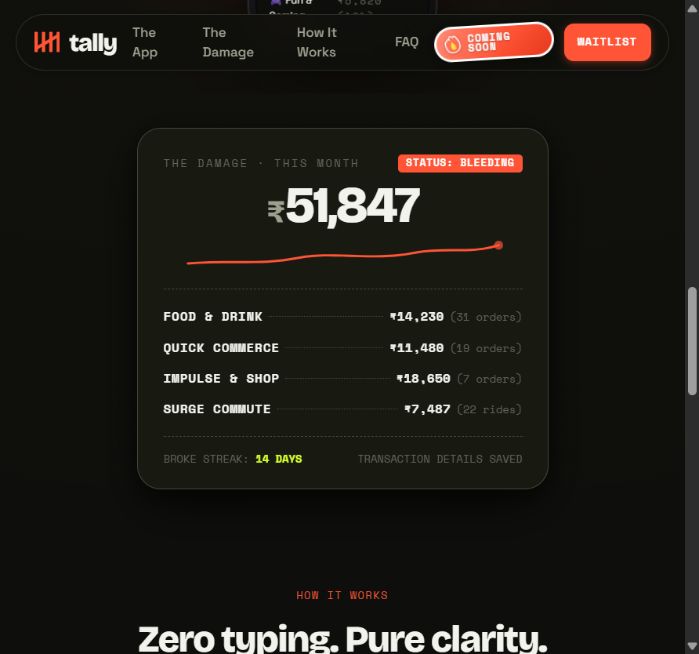 Fun &
₹5,820
tally
The App
The Damage
How It Works
FAQ
COMING SOON
WAITLIST
THE DAMAGE · THIS MONTH
STATUS: BLEEDING
₹51,847
FOOD & DRINK ₹14,230 (31 orders)
QUICK COMMERCE ₹11,480 (19 orders)
IMPULSE & SHOP ₹18,650 (7 orders)
SURGE COMMUTE ₹7,487 (22 rides)
BROKE STREAK: 14 DAYS
TRANSACTION DETAILS SAVED
HOW IT WORKS
Zero typing. Pure clarity.